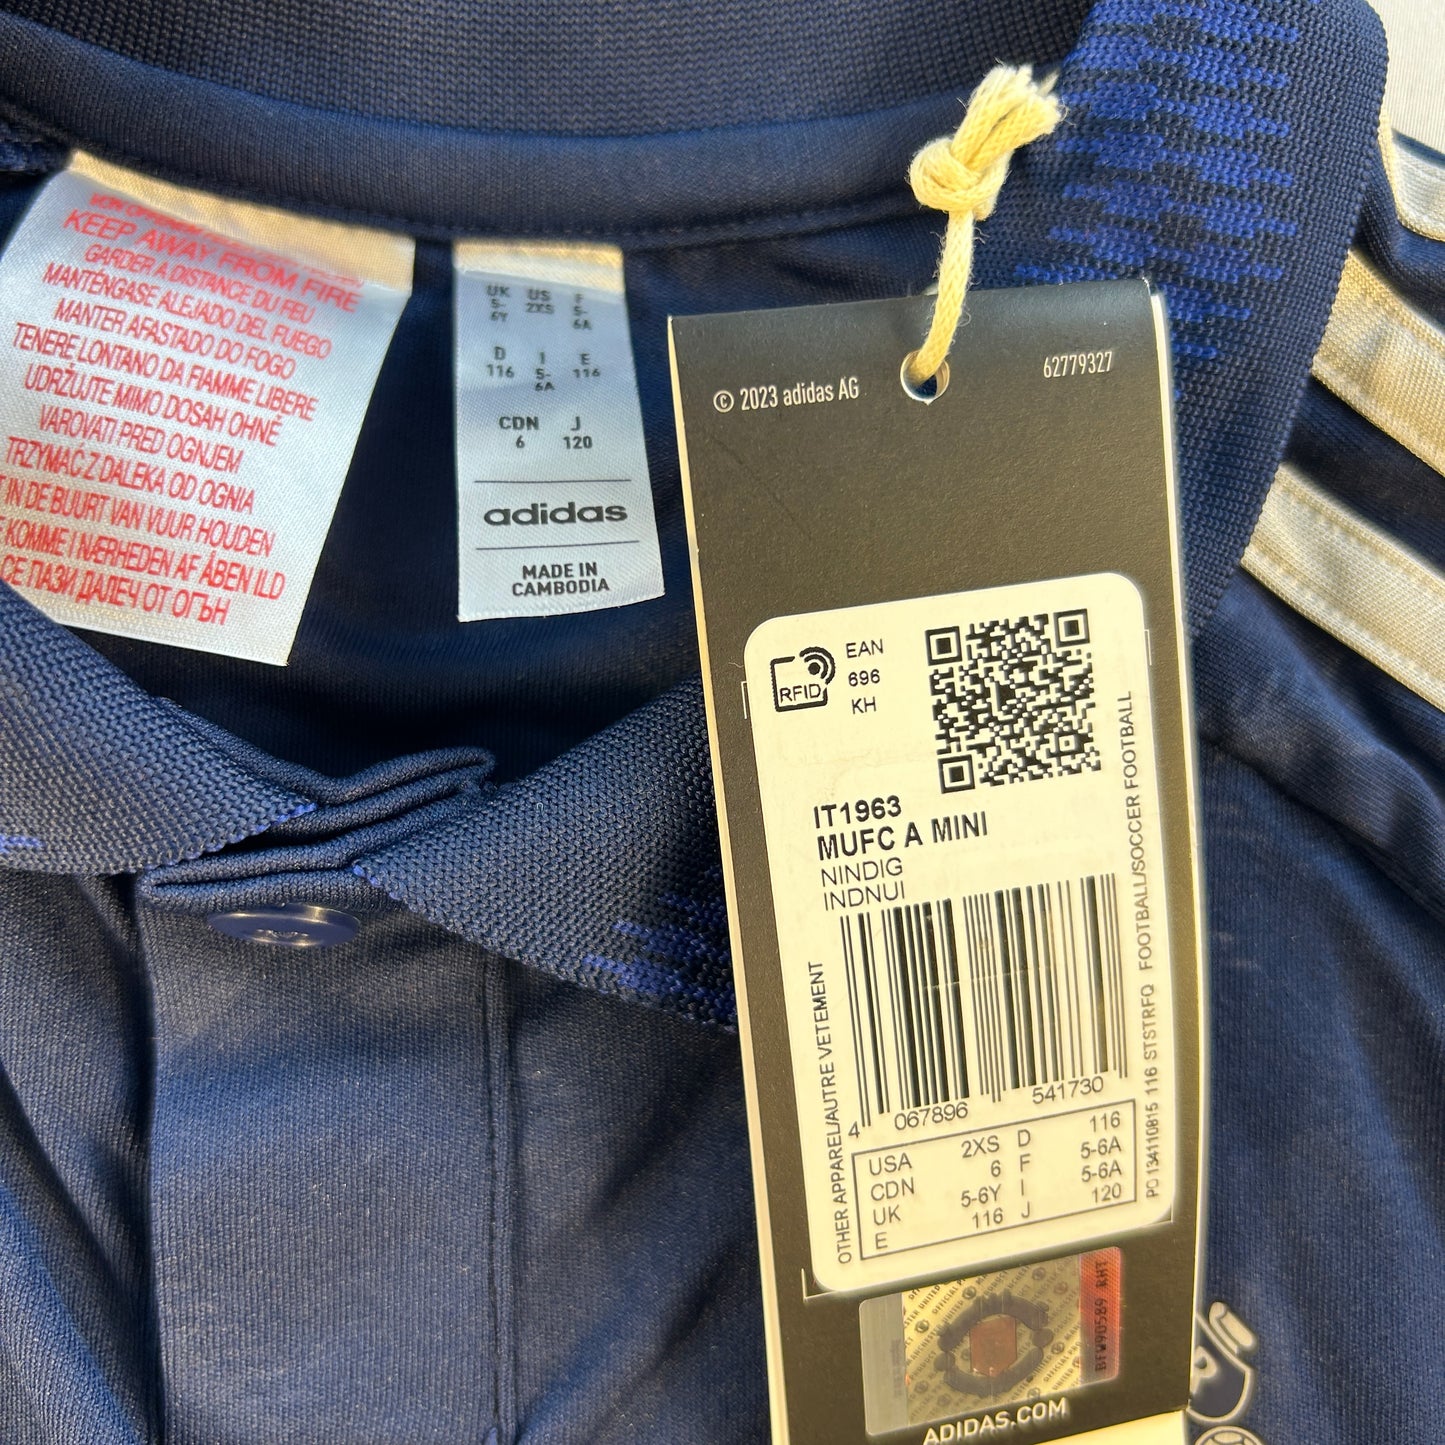 KEEP AWAY FROM FIRE
GARDER A DISTANCE DU FEU
MANTÉNGASE ALEJADO DEL FUEGO
MANTER AFASTADO DO FOGO
TENERE LONTANO DA FIAMME LIBERE
UDRŽUJTE MIMO DOSAH OHNĚ
VAROVATI PRED OGNJEM
TRZYMAĆ Z DALEKA OD OGNIA
IN DE BUURT VAN VUUR HOUDEN
KOMME I NÆRHEDEN AF ÅBEN ILD
СЕ ПАЗИ ДАЛЕЧ ОТ ОГЪН
UK US F
5-6Y 2XS 5-6A
D I E
116 5-6A 116
CDN J
6 120
adidas
MADE IN
CAMBODIA
© 2023 adidas AG
62779327
RFID
EAN
696
KH
IT1963
MUFC A MINI
NINDIG
INDNUI
4 067896 541730
USA 2XS D 116
CDN 6 F 5-6A
UK 5-6Y I 5-6A
E 116 J 120
OTHER APPAREL/AUTRE VETEMENT
PO 134110815 116 STSTRFQ FOOTBALL/SOCCER FOOTBALL
BFW90589 RHT
ADIDAS.COM